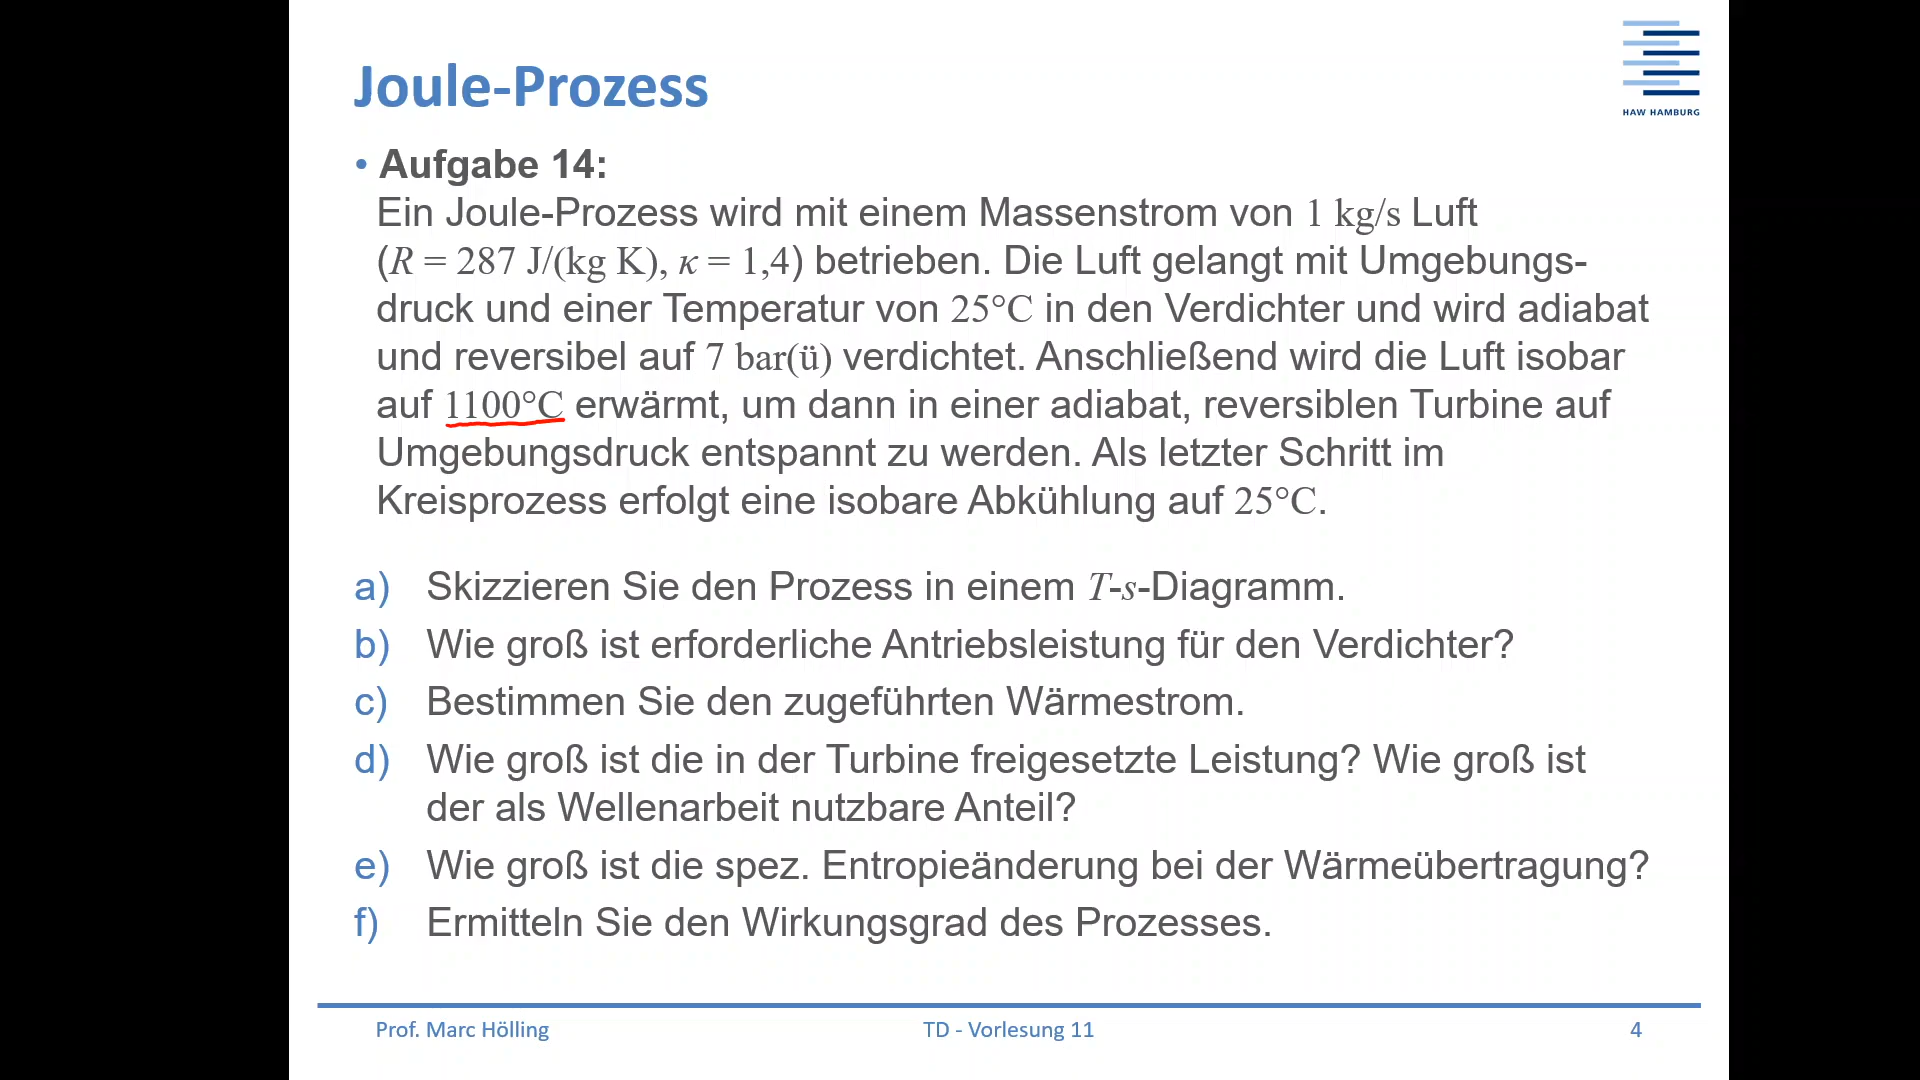 Joule-Prozess
HAW HAMBURG
• Aufgabe 14:
Ein Joule-Prozess wird mit einem Massenstrom von 1 kg/s Luft
(R = 287 J/(kg K), κ = 1,4) betrieben. Die Luft gelangt mit Umgebungs-
druck und einer Temperatur von 25°C in den Verdichter und wird adiabat
und reversibel auf 7 bar(ü) verdichtet. Anschließend wird die Luft isobar
auf 1100°C erwärmt, um dann in einer adiabat, reversiblen Turbine auf
Umgebungsdruck entspannt zu werden. Als letzter Schritt im
Kreisprozess erfolgt eine isobare Abkühlung auf 25°C.
a) Skizzieren Sie den Prozess in einem T-s-Diagramm.
b) Wie groß ist erforderliche Antriebsleistung für den Verdichter?
c) Bestimmen Sie den zugeführten Wärmestrom.
d) Wie groß ist die in der Turbine freigesetzte Leistung? Wie groß ist
der als Wellenarbeit nutzbare Anteil?
e) Wie groß ist die spez. Entropieänderung bei der Wärmeübertragung?
f) Ermitteln Sie den Wirkungsgrad des Prozesses.
Prof. Marc Hölling
TD - Vorlesung 11
4